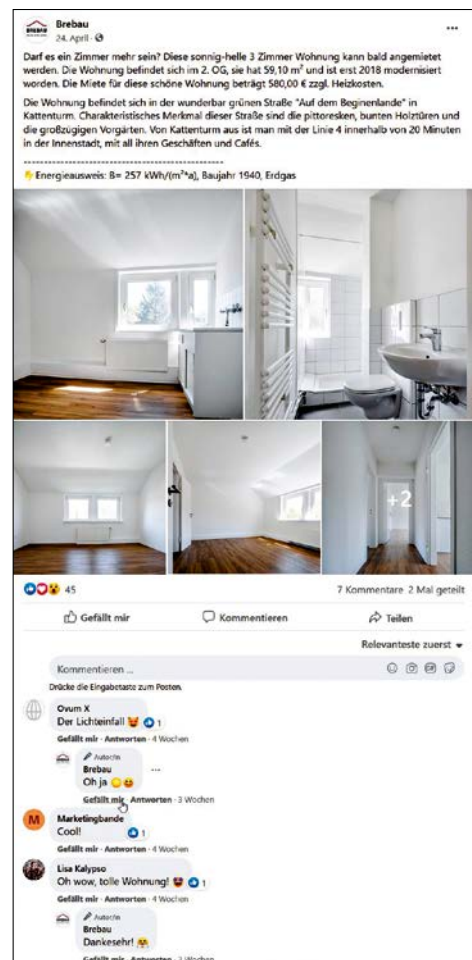 BREBAU
Brebau
24. April ·
Darf es ein Zimmer mehr sein? Diese sonnig-helle 3 Zimmer Wohnung kann bald angemietet
werden. Die Wohnung befindet sich im 2. OG, sie hat 59,10 m² und ist erst 2018 modernisiert
worden. Die Miete für diese schöne Wohnung beträgt 580,00 € zzgl. Heizkosten.
Die Wohnung befindet sich in der wunderbar grünen Straße "Auf dem Beginenlande" in
Kattenturm. Charakteristisches Merkmal dieser Straße sind die pittoresken, bunten Holztüren und
die großzügigen Vorgärten. Von Kattenturm aus ist man mit der Linie 4 innerhalb von 20 Minuten
in der Innenstadt, mit all ihren Geschäften und Cafés.
------------------------------------------------
Energieausweis: B= 257 kWh/(m²*a), Baujahr 1940, Erdgas
+2
45
7 Kommentare 2 Mal geteilt
Gefällt mir
Kommentieren
Teilen
Relevanteste zuerst
Kommentieren ...
Drücke die Eingabetaste zum Posten.
Ovum X
Der Lichteinfall 😻 1
Gefällt mir · Antworten · 4 Wochen
Autor/in
Brebau
Oh ja
Gefällt mir · Antworten · 3 Wochen
M
Marketingbande
Cool! 1
Gefällt mir · Antworten · 4 Wochen
Lisa Kalypso
Oh wow, tolle Wohnung! 1
Gefällt mir · Antworten · 4 Wochen
Autor/in
Brebau
Dankesehr! 🤗
Gefällt mir · Antworten · 3 Wochen